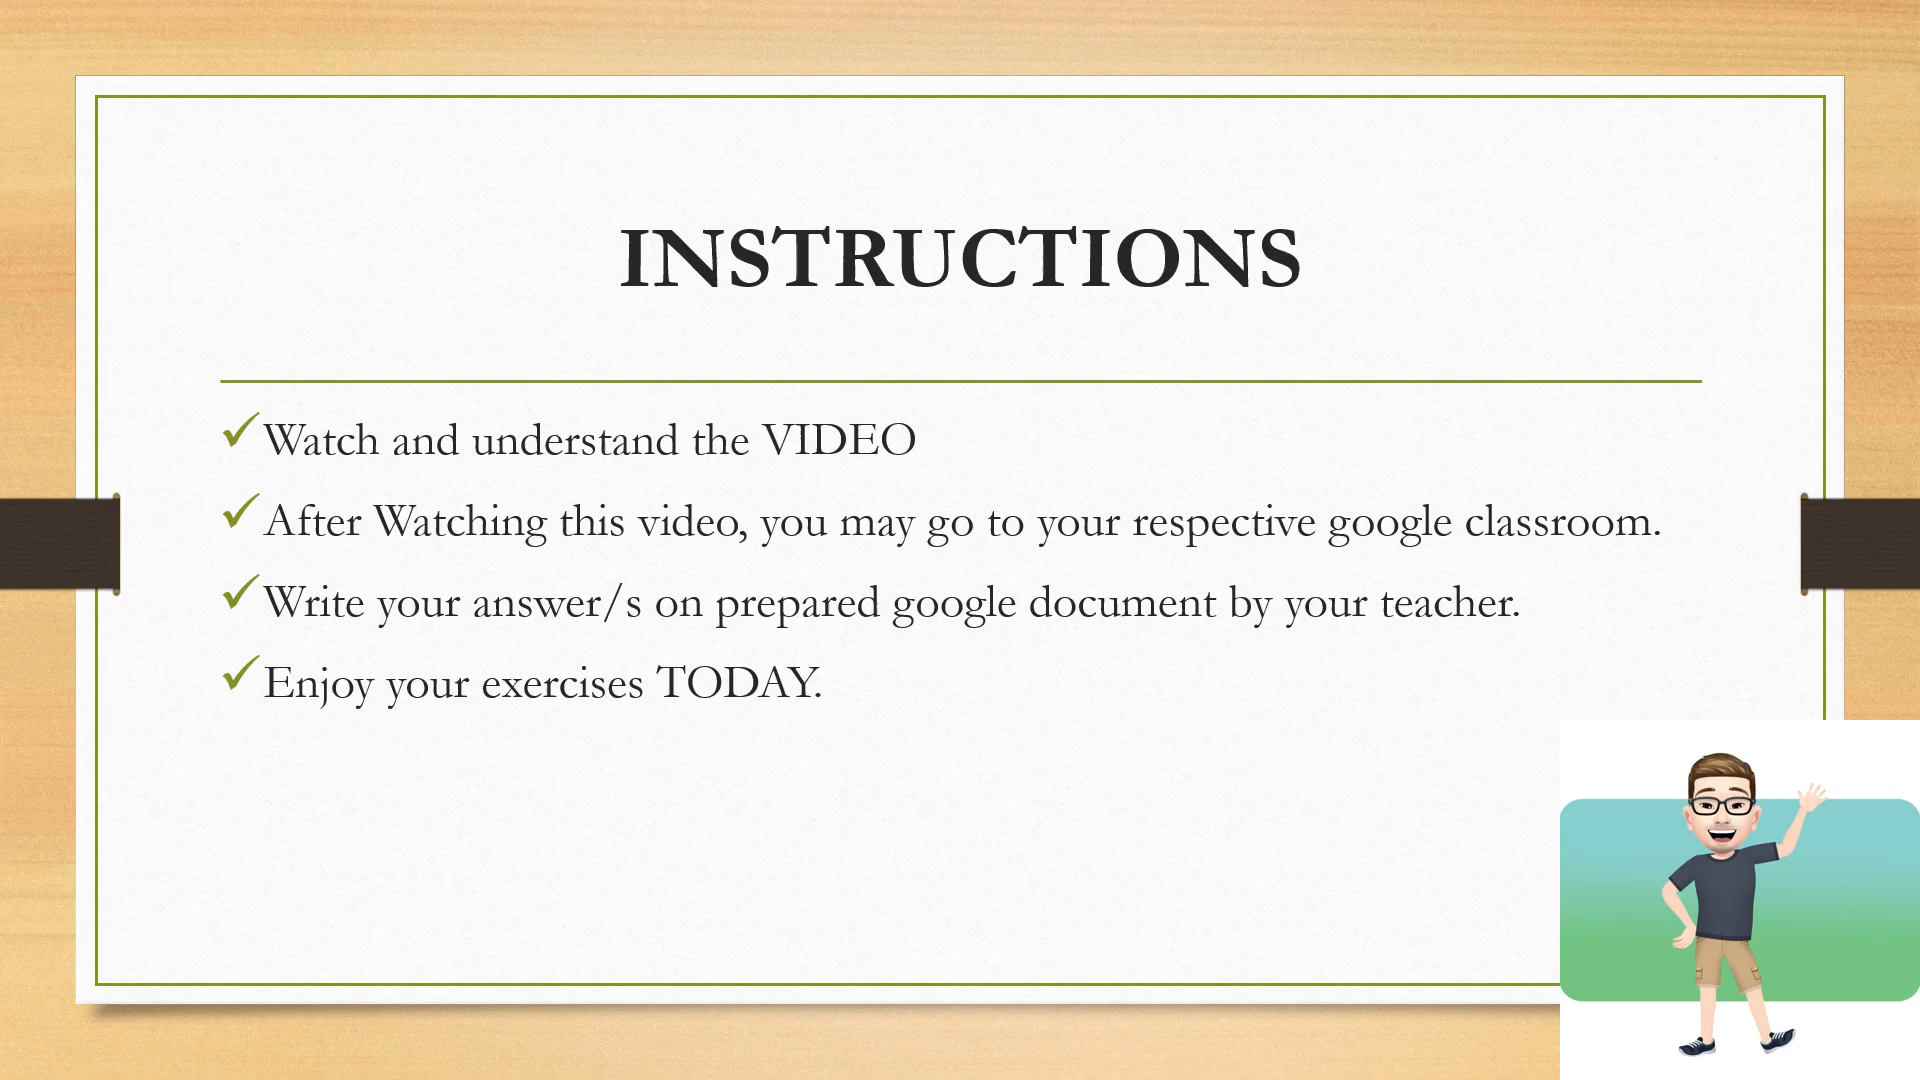 INSTRUCTIONS
Watch and understand the VIDEO
After Watching this video, you may go to your respective google classroom.
Write your answer/s on prepared google document by your teacher.
Enjoy your exercises TODAY.